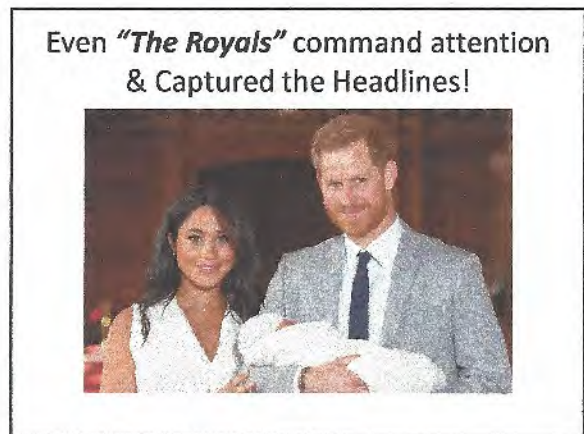 Even “The Royals” command attention
& Captured the Headlines!